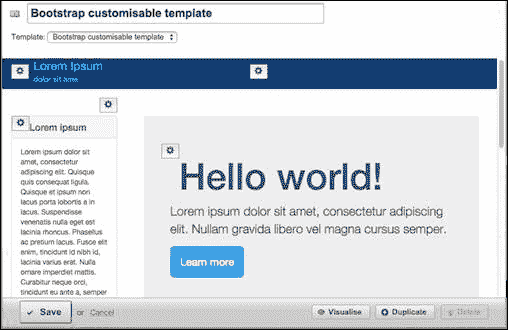 Bootstrap customisable template
Template: Bootstrap customisable template
Lorem Ipsum
dolor sit ame
Lorem ipsum
Lorem ipsum dolor sit
amet, consectetur
adipiscing elit. Quisque
quis consequat ligula.
Quisque et ipsum non
lacus porta lobortis a in
lacus. Suspendisse
venenatis nulla eget est
lacinia rhoncus. Phasellus
ac pretium lacus. Fusce elit
enim, tincidunt id nibh id,
lacinia varius erat. Nulla
ornare imperdiet mattis.
Curabitur neque orci,
tincidunt eu ante a, semper
Hello world!
Lorem ipsum dolor sit amet, consectetur adipiscing
elit. Nullam gravida libero vel magna cursus semper.
Learn more
Save or Cancel
Visualise
Duplicate
Delete